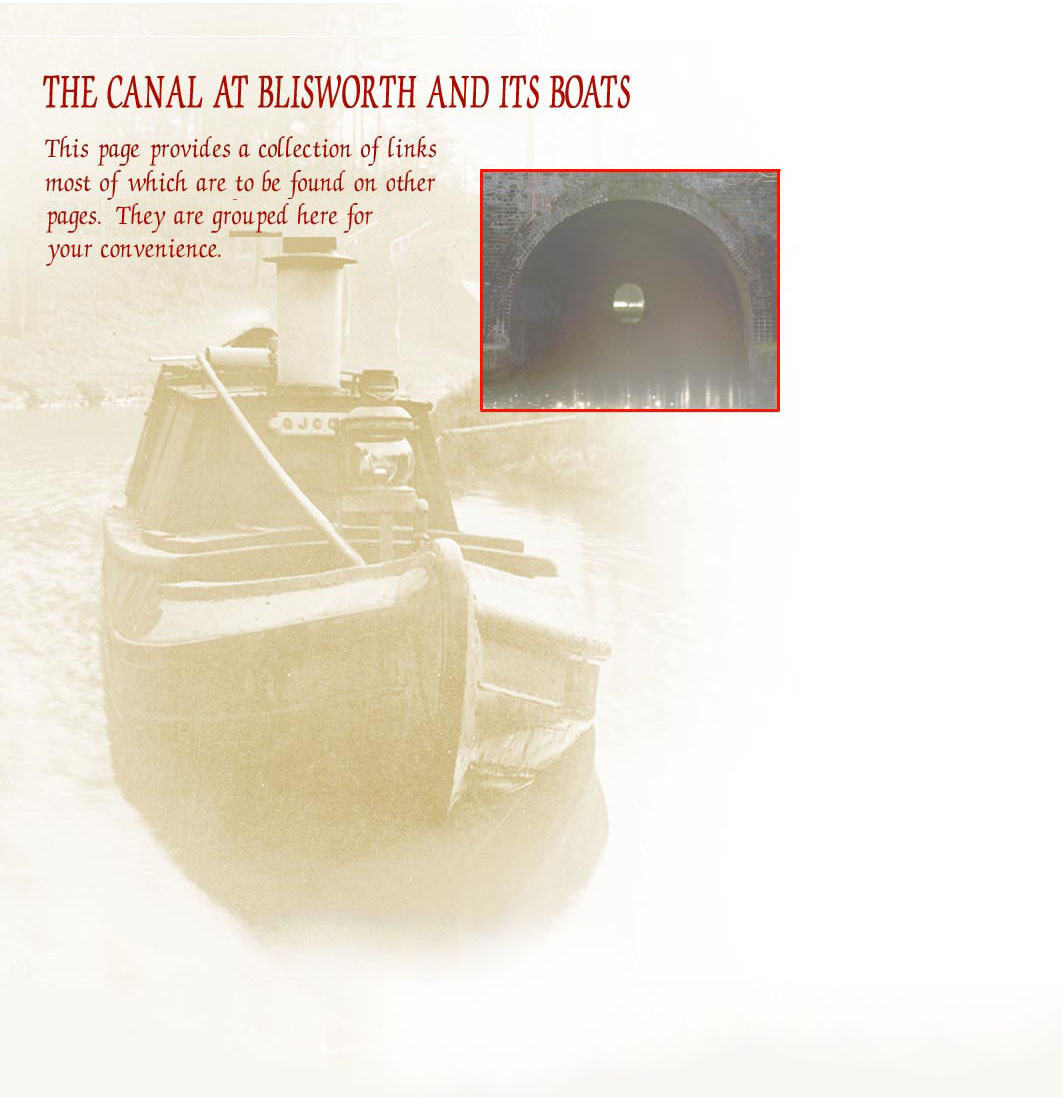 THE CANAL AT BLISWORTH AND ITS BOATS
This page provides a collection of links
most of which are to be found on other
pages. They are grouped here for
your convenience.
GJC